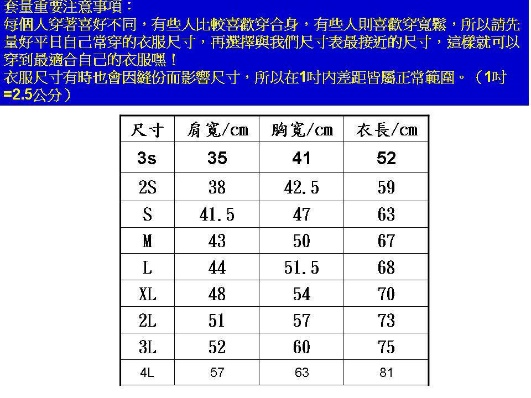 套量重要注意事項：
每個人穿著喜好不同，有些人比較喜歡穿合身，有些人則喜歡穿寬鬆，所以請先
量好平日自己常穿的衣服尺寸，再選擇與我們尺寸表最接近的尺寸，這樣就可以
穿到最適合自己的衣服嘿！
衣服尺寸有時也會因縫份而影響尺寸，所以在1吋內差距皆屬正常範圍。（1吋
=2.5公分）
尺寸 肩寬/cm 胸寬/cm 衣長/cm
3s 35 41 52
2S 38 42.5 59
S 41.5 47 63
M 43 50 67
L 44 51.5 68
XL 48 54 70
2L 51 57 73
3L 52 60 75
4L 57 63 81